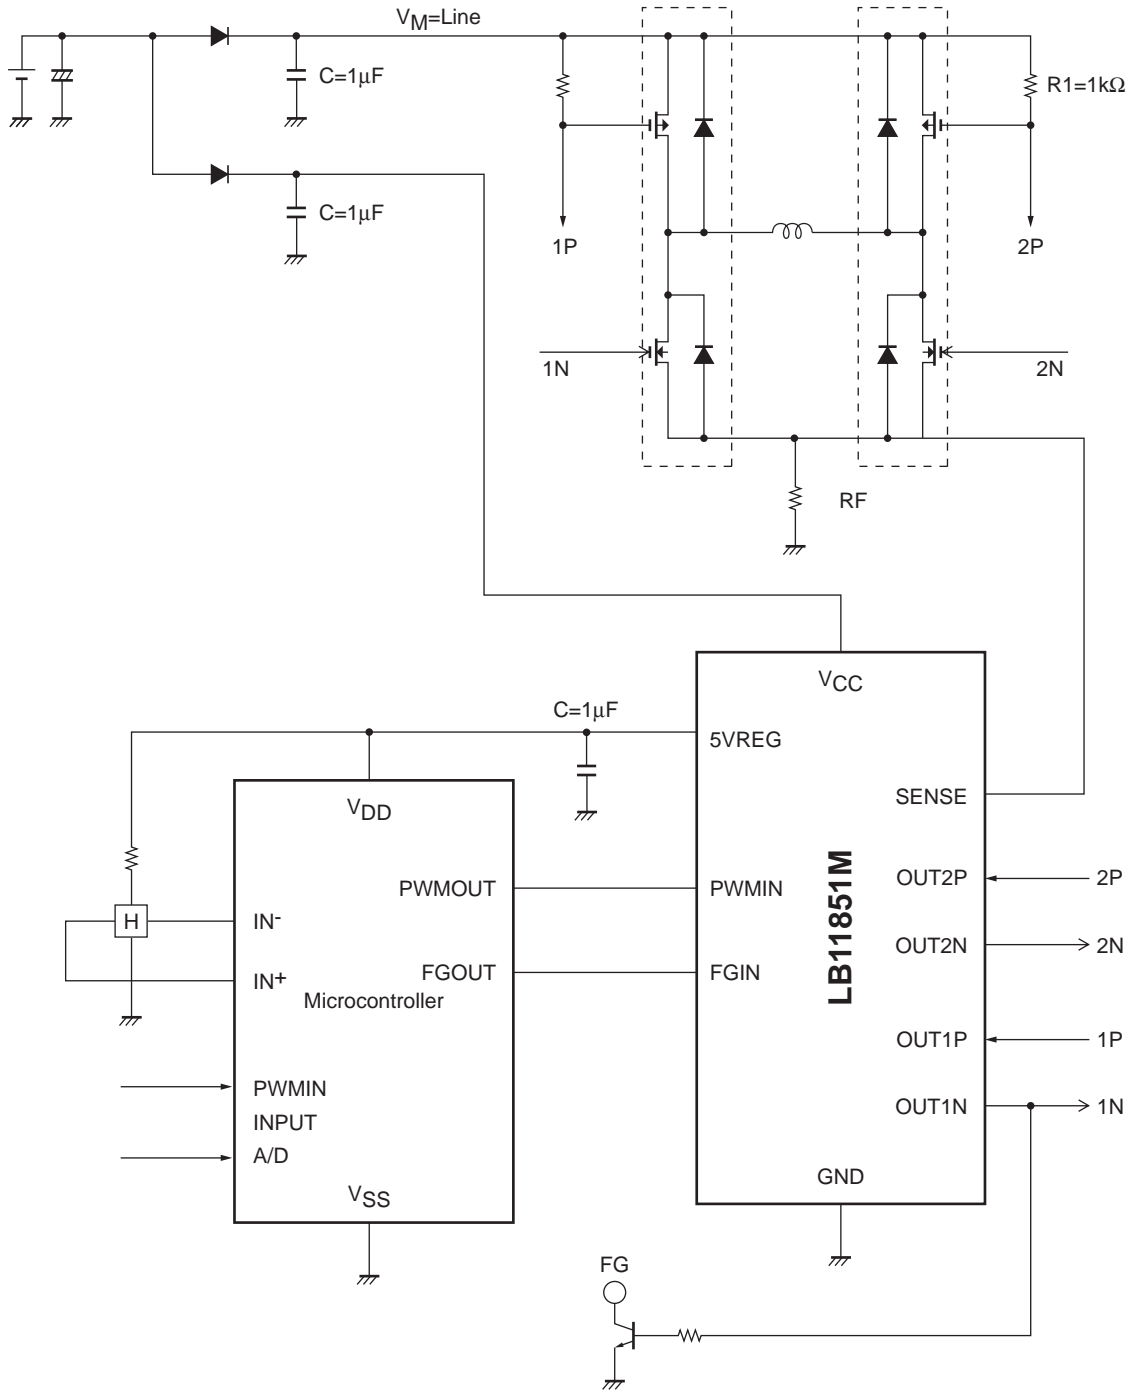 VM=Line
C=1μF
R1=1kΩ
C=1μF
1P
2P
1N
2N
RF
VCC
C=1μF
5VREG
VDD
SENSE
LB11851M
PWMOUT
PWMIN
OUT2P
2P
H
IN-
OUT2N
2N
IN+
FGOUT
FGIN
Microcontroller
OUT1P
1P
PWMIN
OUT1N
1N
INPUT
A/D
GND
VSS
FG